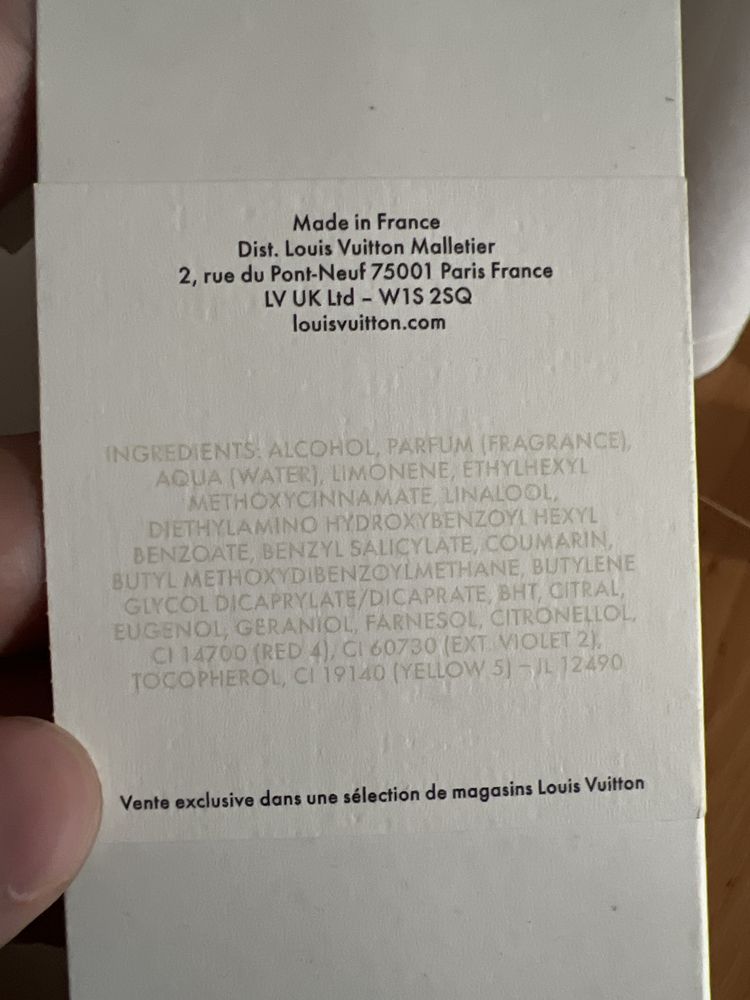 Made in France
Dist. Louis Vuitton Malletier
2, rue du Pont-Neuf 75001 Paris France
LV UK Ltd – W1S 2SQ
louisvuitton.com
INGREDIENTS: ALCOHOL, PARFUM (FRAGRANCE),
AQUA (WATER), LIMONENE, ETHYLHEXYL
METHOXYCINNAMATE, LINALOOL,
DIETHYLAMINO HYDROXYBENZOYL HEXYL
BENZOATE, BENZYL SALICYLATE, COUMARIN,
BUTYL METHOXYDIBENZOYLMETHANE, BUTYLENE
GLYCOL DICAPRYLATE/DICAPRATE, BHT, CITRAL,
EUGENOL, GERANIOL, FARNESOL, CITRONELLOL,
CI 14700 (RED 4), CI 60730 (EXT. VIOLET 2),
TOCOPHEROL, CI 19140 (YELLOW 5) – IL 12490
Vente exclusive dans une sélection de magasins Louis Vuitton